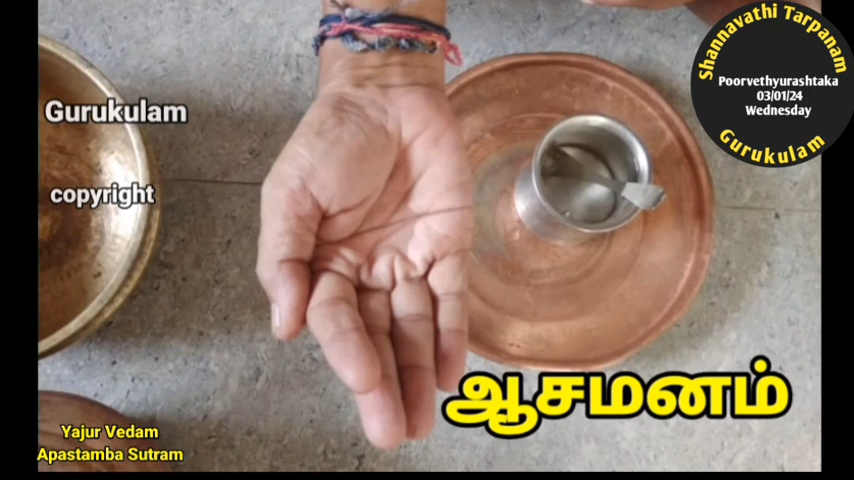 Shannavathi Tarpanam
Poorvethyurashtaka
03/01/24
Wednesday
Gurukulam
Gurukulam
copyright
ஆசமனம்
Yajur Vedam
Apastamba Sutram